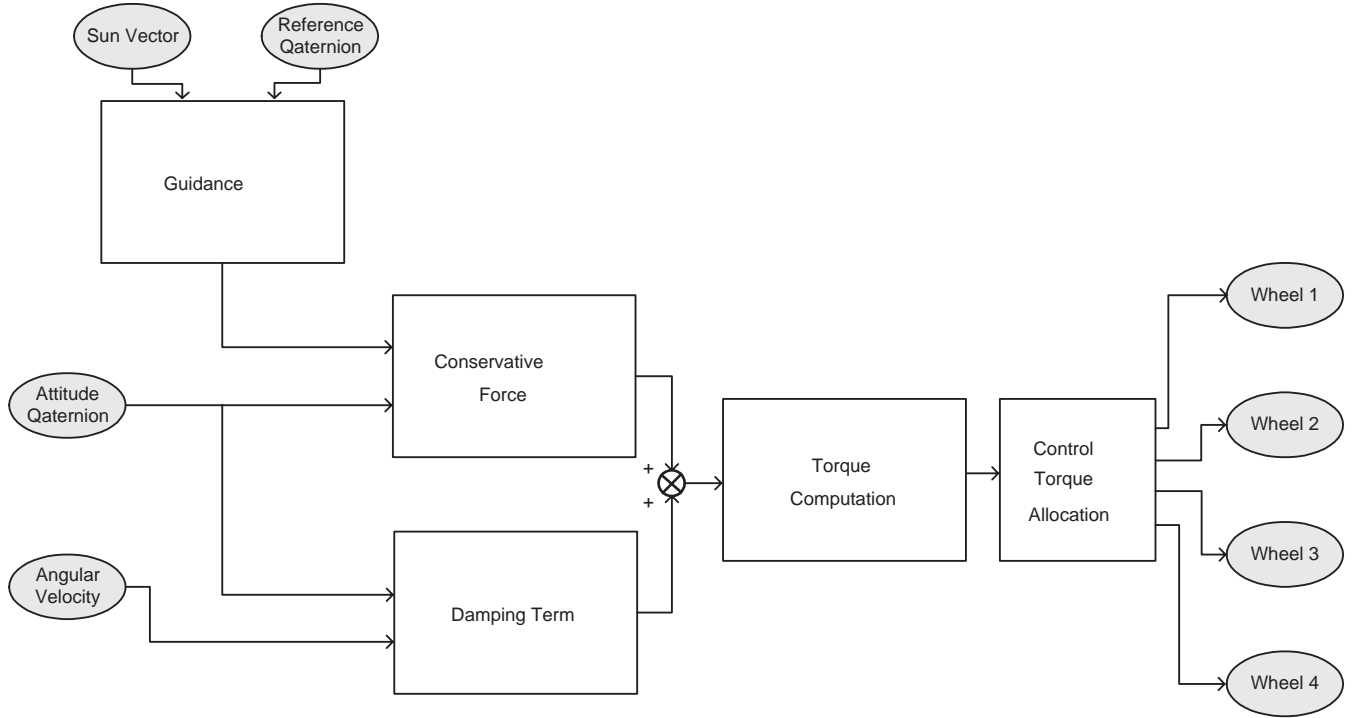 Sun Vector
Reference
Qaternion
Guidance
Conservative
Force
Attitude
Qaternion
Angular
Velocity
Damping Term
+
+
Torque
Computation
Control
Torque
Allocation
Wheel 1
Wheel 2
Wheel 3
Wheel 4